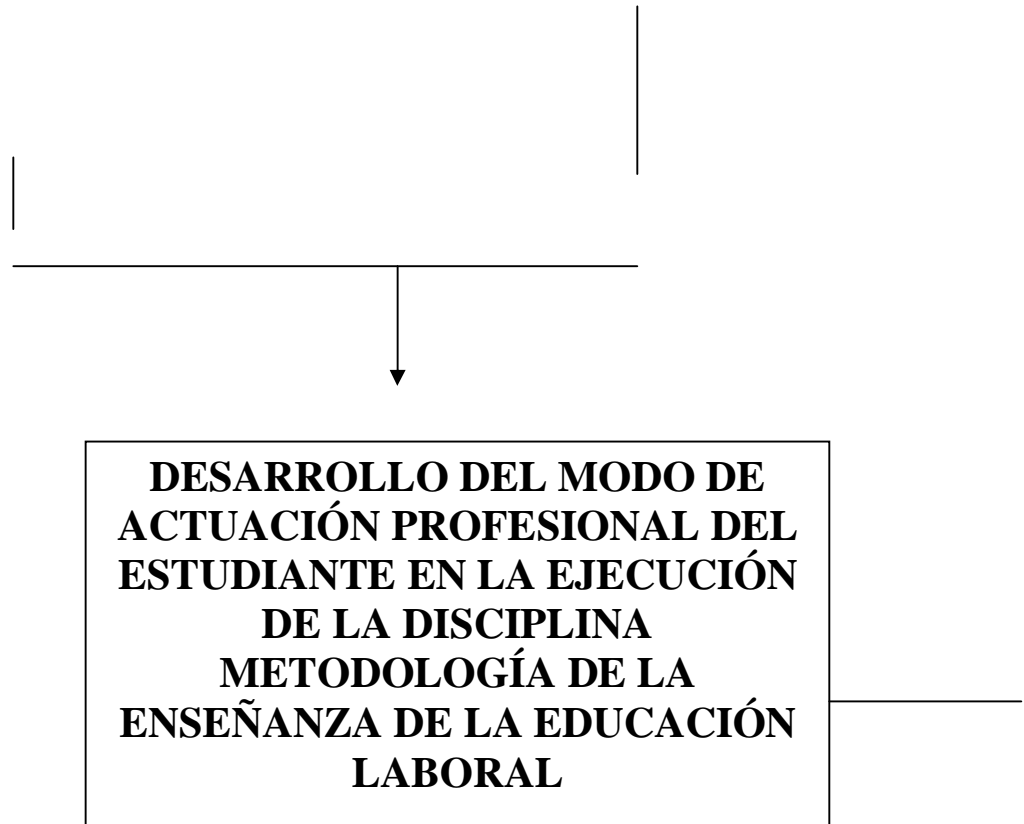 DESARROLLO DEL MODO DE
ACTUACIÓN PROFESIONAL DEL
ESTUDIANTE EN LA EJECUCIÓN
DE LA DISCIPLINA
METODOLOGÍA DE LA
ENSEÑANZA DE LA EDUCACIÓN
LABORAL